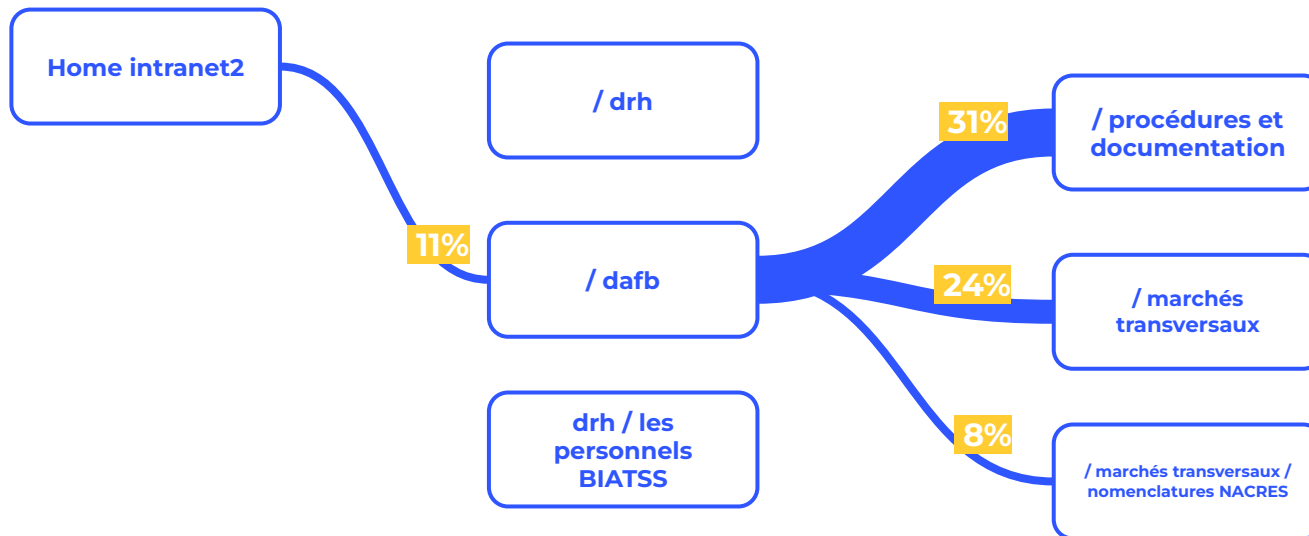 Home intranet2
/ drh
31%
/ procédures et
documentation
11%
/ dafb
24%
/ marchés
transversaux
drh / les
personnels
BIATSS
8%
/ marchés transversaux /
nomenclatures NACRES